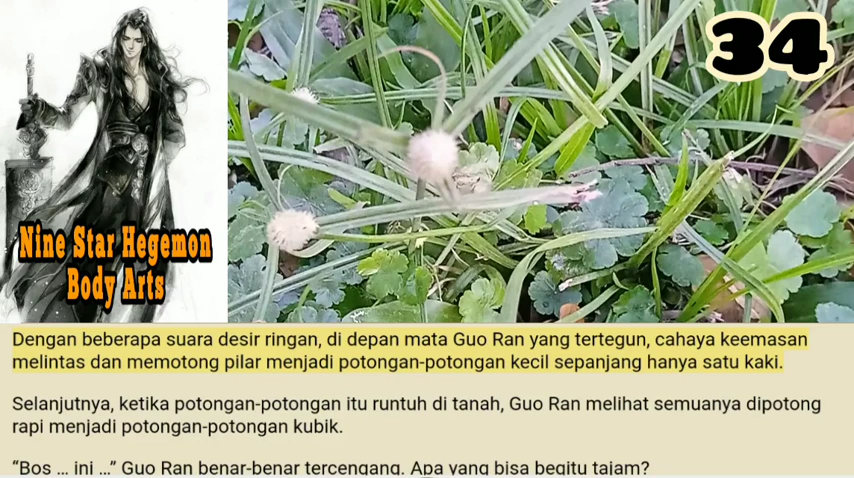 34
Nine Star Hegemon
Body Arts
Dengan beberapa suara desir ringan, di depan mata Guo Ran yang tertegun, cahaya keemasan
melintas dan memotong pilar menjadi potongan-potongan kecil sepanjang hanya satu kaki.
Selanjutnya, ketika potongan-potongan itu runtuh di tanah, Guo Ran melihat semuanya dipotong
rapi menjadi potongan-potongan kubik.
“Bos ... ini ...” Guo Ran benar-benar tercengang. Apa yang bisa begitu tajam?